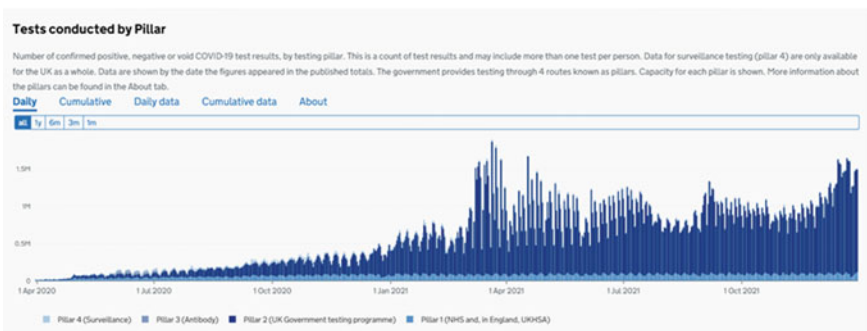 Tests conducted by Pillar
Number of confirmed positive, negative or void COVID-19 test results, by testing pillar. This is a count of test results and may include more than one test per person. Data for surveillance testing (pillar 4) are only available
for the UK as a whole. Data are shown by the date the figures appeared in the published totals. The government provides testing through 4 routes known as pillars. Capacity for each pillar is shown. More information about
the pillars can be found in the About tab.
Daily Cumulative Daily data Cumulative data About
all 1y 6m 3m 1m
1.5M
1M
0.5M
0
1 Apr 2020 1 Jul 2020 1 Oct 2020 1 Jan 2021 1 Apr 2021 1 Jul 2021 1 Oct 2021
Pillar 4 (Surveillance) Pillar 3 (Antibody) Pillar 2 (UK Government testing programme) Pillar 1 (NHS and, in England, UKHSA)